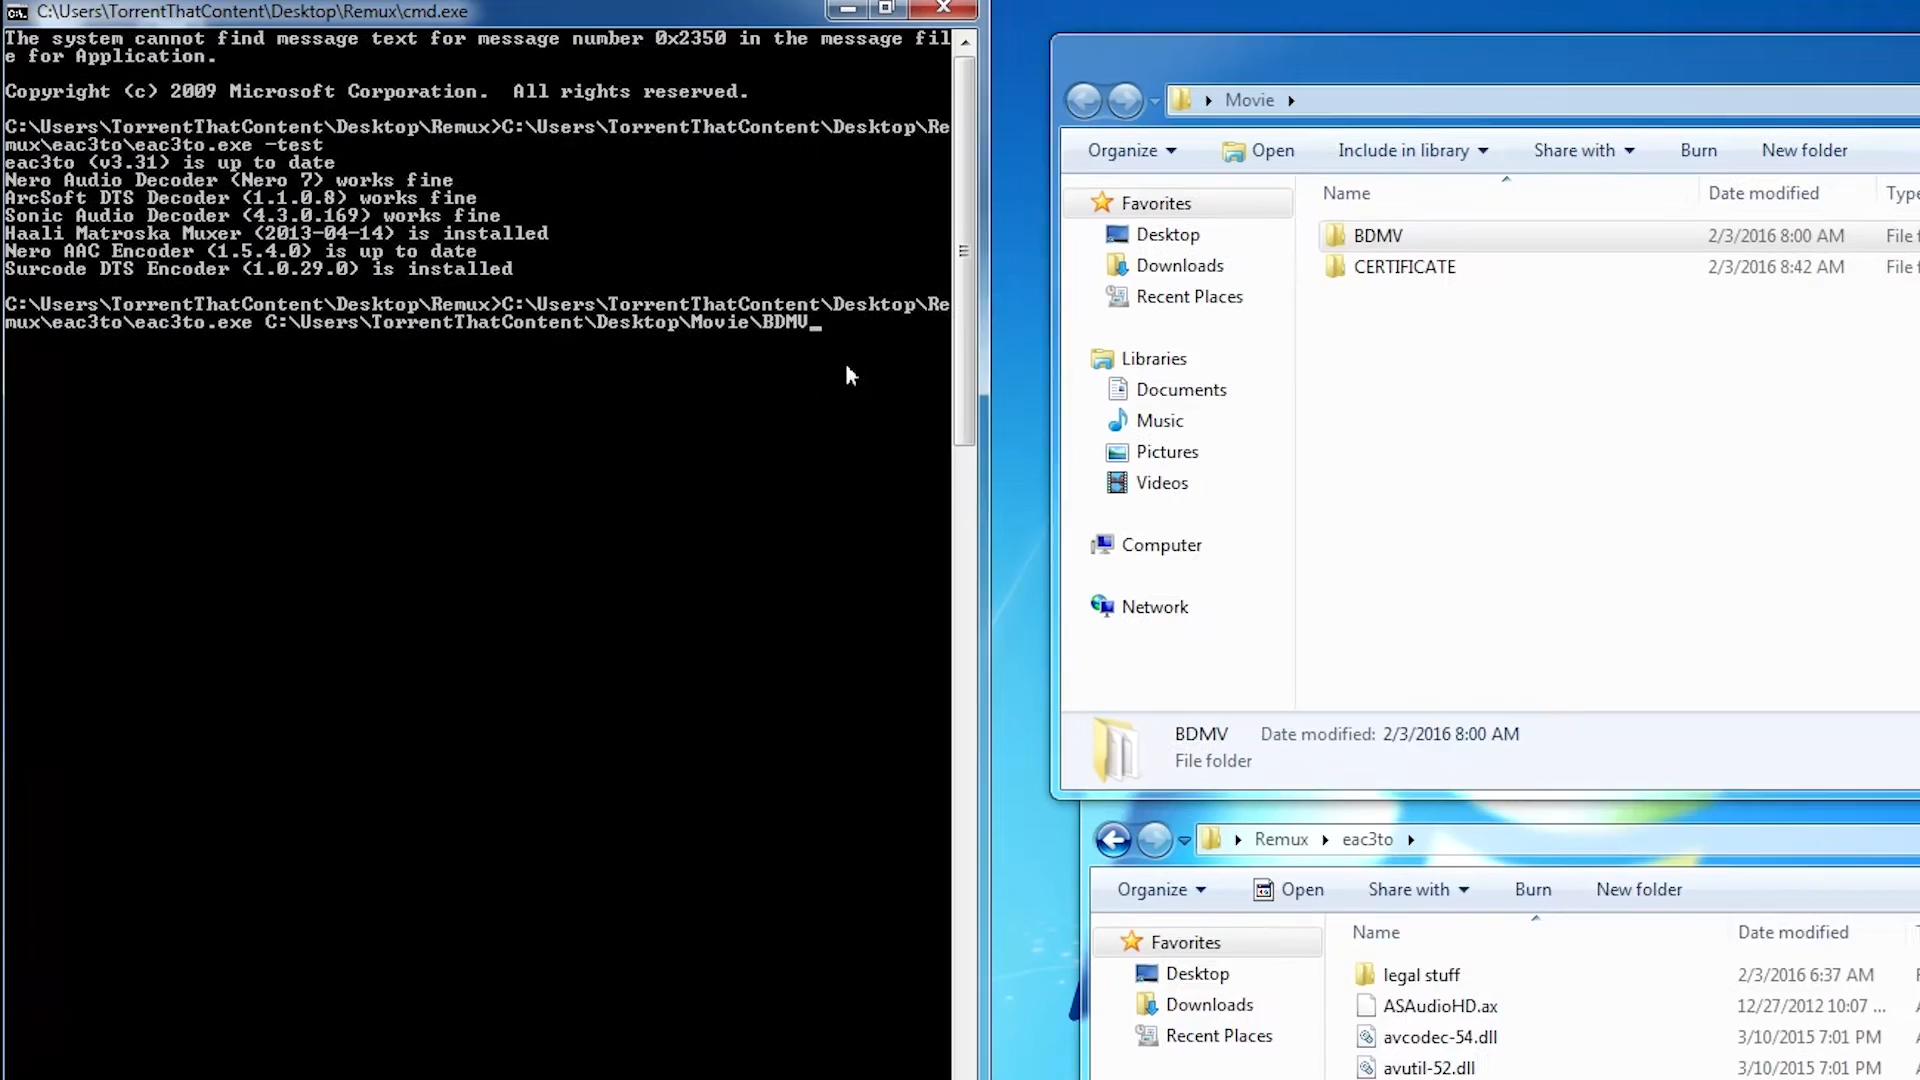 C:\Users\TorrentThatContent\Desktop\Remux\cmd.exe
The system cannot find message text for message number 0x2350 in the message fil
e for Application.
Copyright (c) 2009 Microsoft Corporation.  All rights reserved.
C:\Users\TorrentThatContent\Desktop\Remux>C:\Users\TorrentThatContent\Desktop\Re
mux\eac3to\eac3to.exe -test
eac3to (v3.31) is up to date
Nero Audio Decoder (Nero 7) works fine
ArcSoft DTS Decoder (1.1.0.8) works fine
Sonic Audio Decoder (4.3.0.169) works fine
Haali Matroska Muxer (2013-04-14) is installed
Nero AAC Encoder (1.5.4.0) is up to date
Surcode DTS Encoder (1.0.29.0) is installed
C:\Users\TorrentThatContent\Desktop\Remux>C:\Users\TorrentThatContent\Desktop\Re
mux\eac3to\eac3to.exe C:\Users\TorrentThatContent\Desktop\Movie\BDMV_
Movie
Organize Open Include in library Share with Burn New folder
Name Date modified Type
Favorites
Desktop
Downloads
Recent Places
Libraries
Documents
Music
Pictures
Videos
Computer
Network
BDMV 2/3/2016 8:00 AM File f
CERTIFICATE 2/3/2016 8:42 AM File f
BDMV Date modified: 2/3/2016 8:00 AM
File folder
Remux eac3to
Organize Open Share with Burn New folder
Name Date modified
Favorites
Desktop
Downloads
Recent Places
legal stuff 2/3/2016 6:37 AM
ASAudioHD.ax 12/27/2012 10:07 ...
avcodec-54.dll 3/10/2015 7:01 PM
avutil-52.dll 3/10/2015 7:01 PM